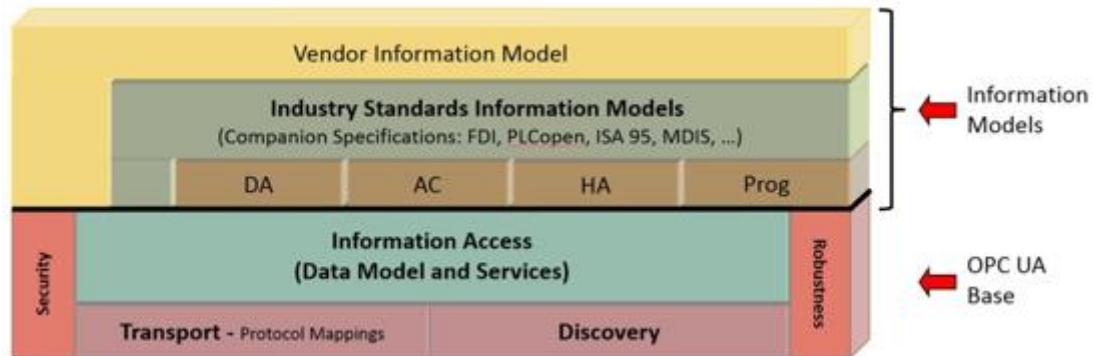 Vendor Information Model
Industry Standards Information Models
(Companion Specifications: FDI, PLCopen, ISA 95, MDIS, ...)
DA AC HA Prog
Information
Models
Security
Information Access
(Data Model and Services)
Robustness
OPC UA
Base
Transport - Protocol Mappings Discovery